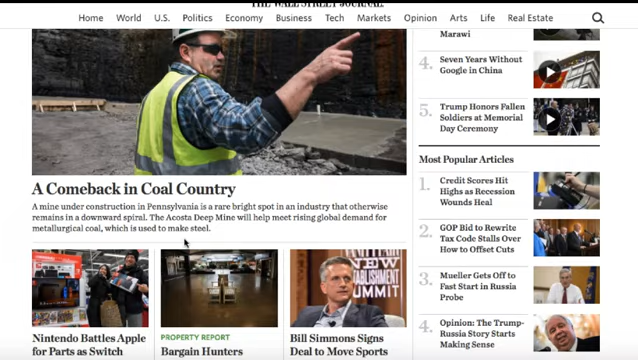 THE WALL STREET JOURNAL.
Home World U.S. Politics Economy Business Tech Markets Opinion Arts Life Real Estate
A Comeback in Coal Country
A mine under construction in Pennsylvania is a rare bright spot in an industry that otherwise
remains in a downward spiral. The Acosta Deep Mine will help meet rising global demand for
metallurgical coal, which is used to make steel.
Nintendo Battles Apple
for Parts as Switch
PROPERTY REPORT
Bargain Hunters
EW
ESTABLISHMENT
SUMMIT
Bill Simmons Signs
Deal to Move Sports
Marawi
4. Seven Years Without
Google in China
5. Trump Honors Fallen
Soldiers at Memorial
Day Ceremony
Most Popular Articles
1. Credit Scores Hit
Highs as Recession
Wounds Heal
2. GOP Bid to Rewrite
Tax Code Stalls Over
How to Offset Cuts
3. Mueller Gets Off to
Fast Start in Russia
Probe
4. Opinion: The Trump-
Russia Story Starts
Making Sense